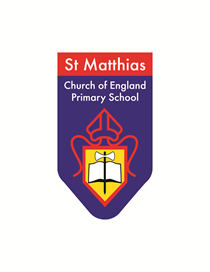 St Matthias
Church of England
Primary School